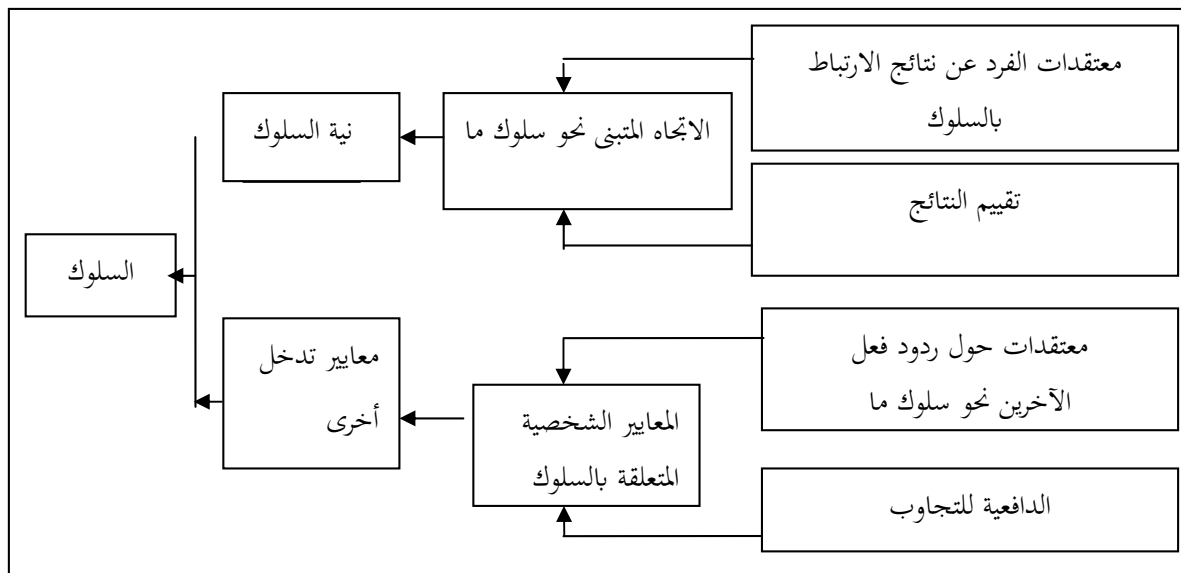 معتقدات الفرد عن نتائج الارتباط
بالسلوك
الاتجاه المتبنى نحو سلوك ما
نية السلوك
تقييم النتائج
السلوك
معتقدات حول ردود فعل
الآخرين نحو سلوك ما
معايير تدخل
أخرى
المعايير الشخصية
المتعلقة بالسلوك
الدافعية للتجاوب